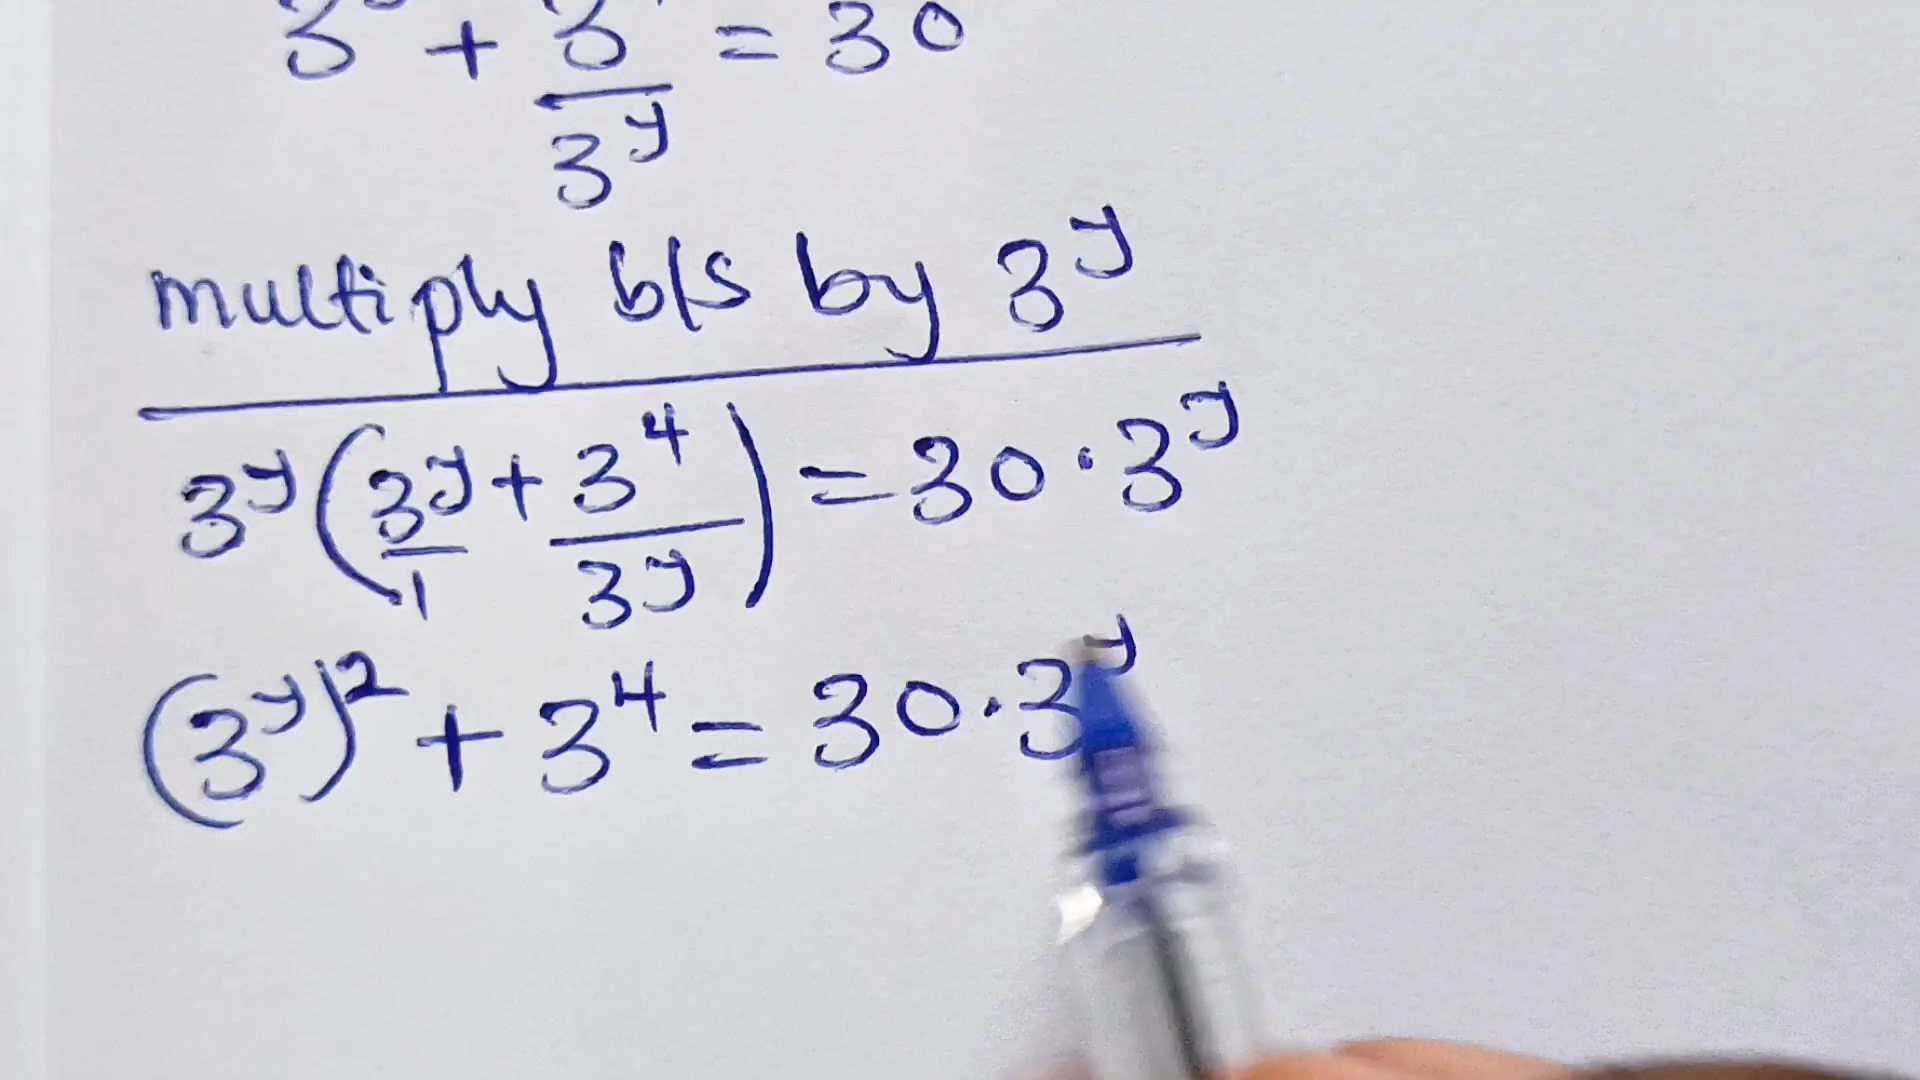 3 + 3 / 3^y = 30
multiply b/s by 3^y
3^y (3^y/1 + 3^4/3^y) = 30 · 3^y
(3^y)^2 + 3^4 = 30 · 3^y